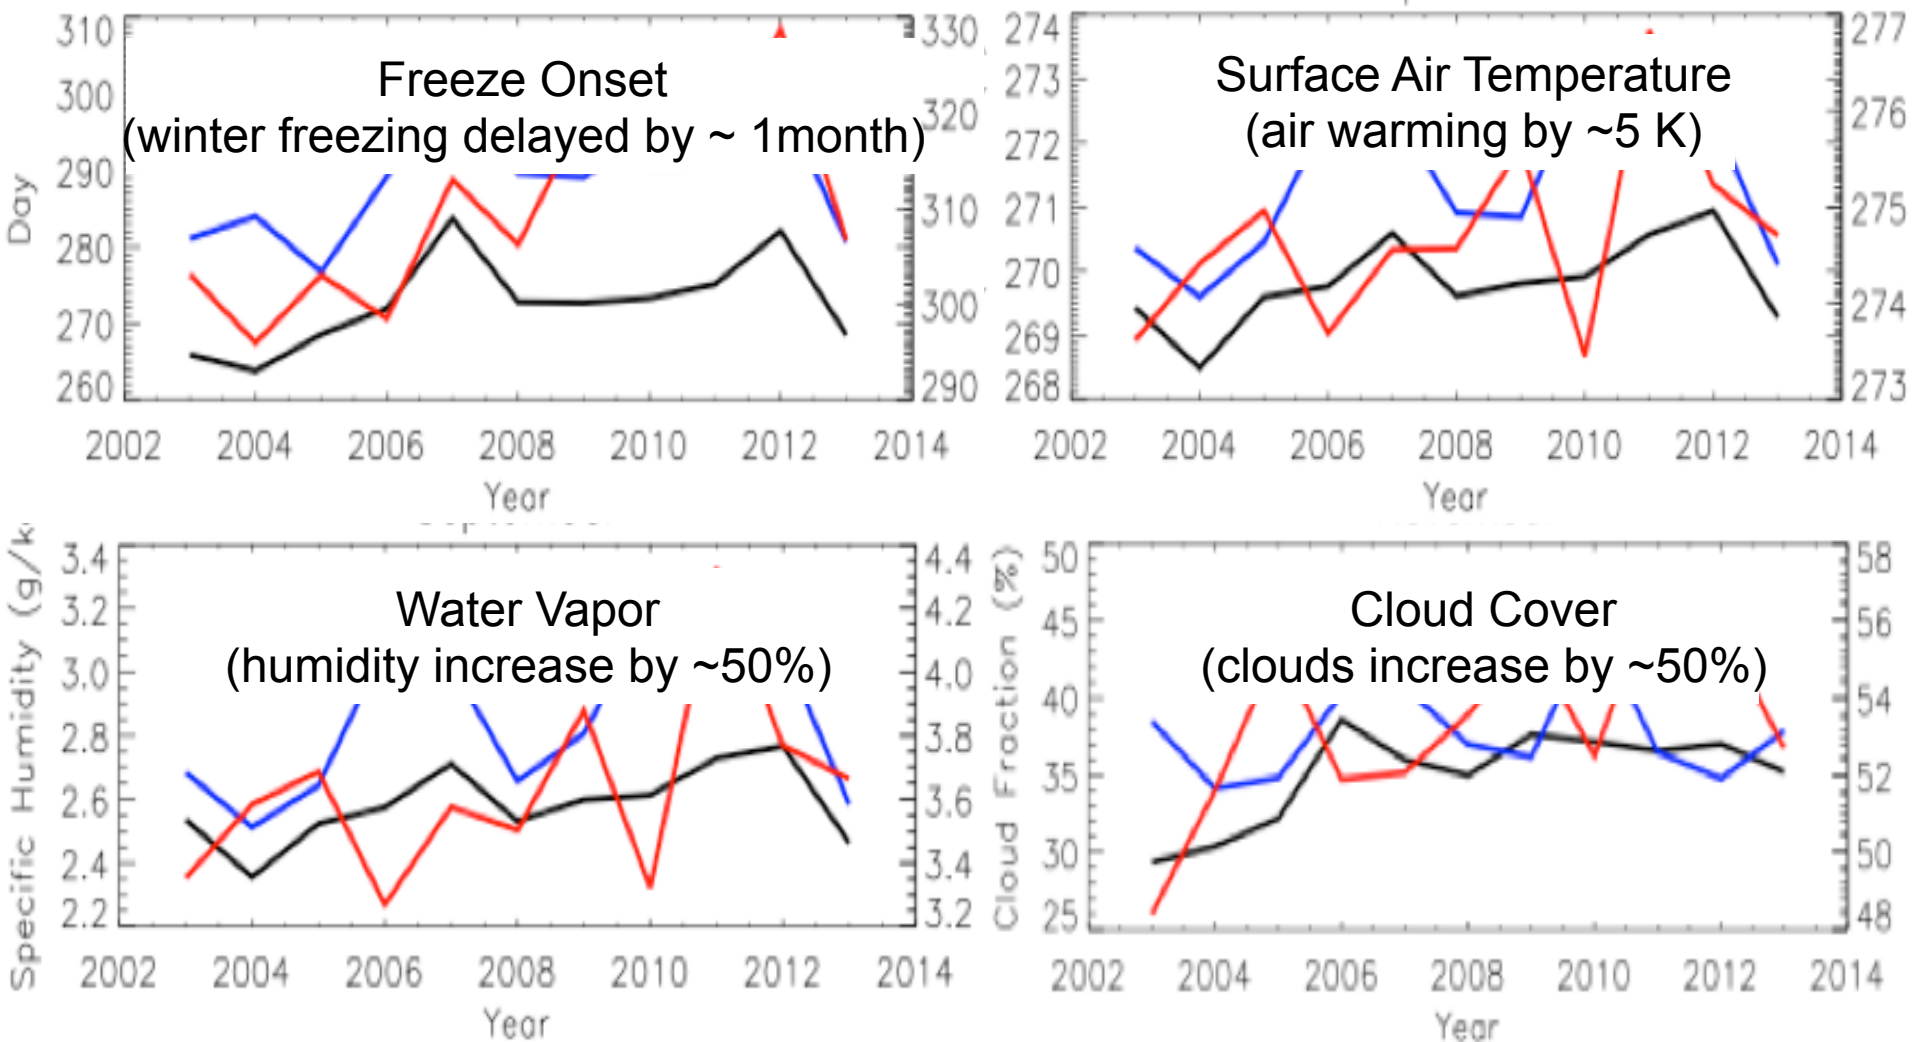 Freeze Onset
(winter freezing delayed by ~ 1month)
310
300
290
280
270
260
Day
330
320
310
300
290
2002 2004 2006 2008 2010 2012 2014
Year
Surface Air Temperature
(air warming by ~5 K)
274
273
272
271
270
269
268
277
276
275
274
273
2002 2004 2006 2008 2010 2012 2014
Year
Water Vapor
(humidity increase by ~50%)
3.4
3.2
3.0
2.8
2.6
2.4
2.2
Specific Humidity (g/k
4.4
4.2
4.0
3.8
3.6
3.4
3.2
2002 2004 2006 2008 2010 2012 2014
Year
Cloud Cover
(clouds increase by ~50%)
50
45
40
35
30
25
Cloud Fraction (%)
58
56
54
52
50
48
2002 2004 2006 2008 2010 2012 2014
Year